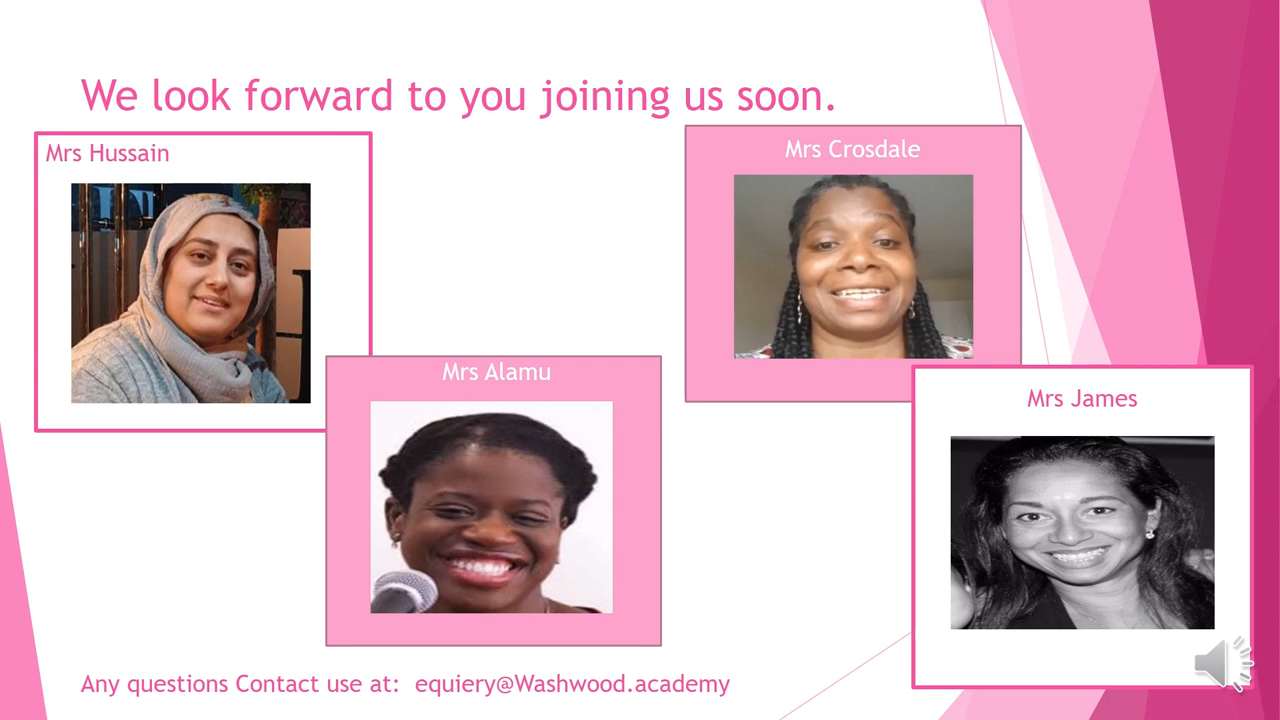 We look forward to you joining us soon.
Mrs Hussain
Mrs Crosdale
Mrs Alamu
Mrs James
Any questions Contact use at: equiery@Washwood.academy